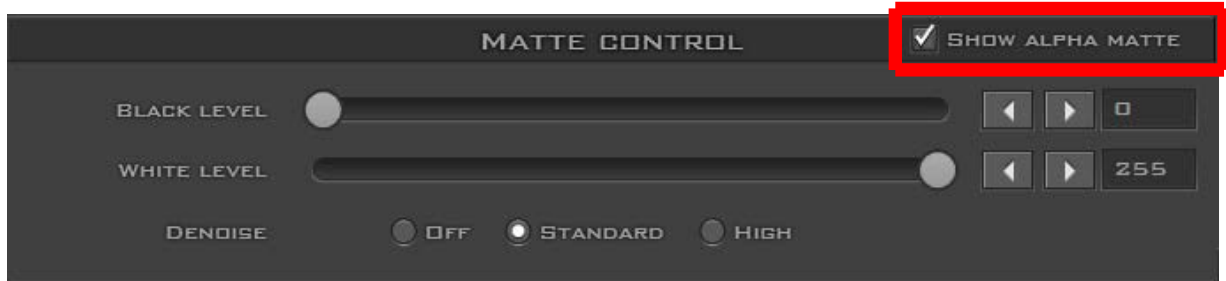 MATTE CONTROL SHOW ALPHA MATTE
BLACK LEVEL 0
WHITE LEVEL 255
DENOISE OFF STANDARD HIGH